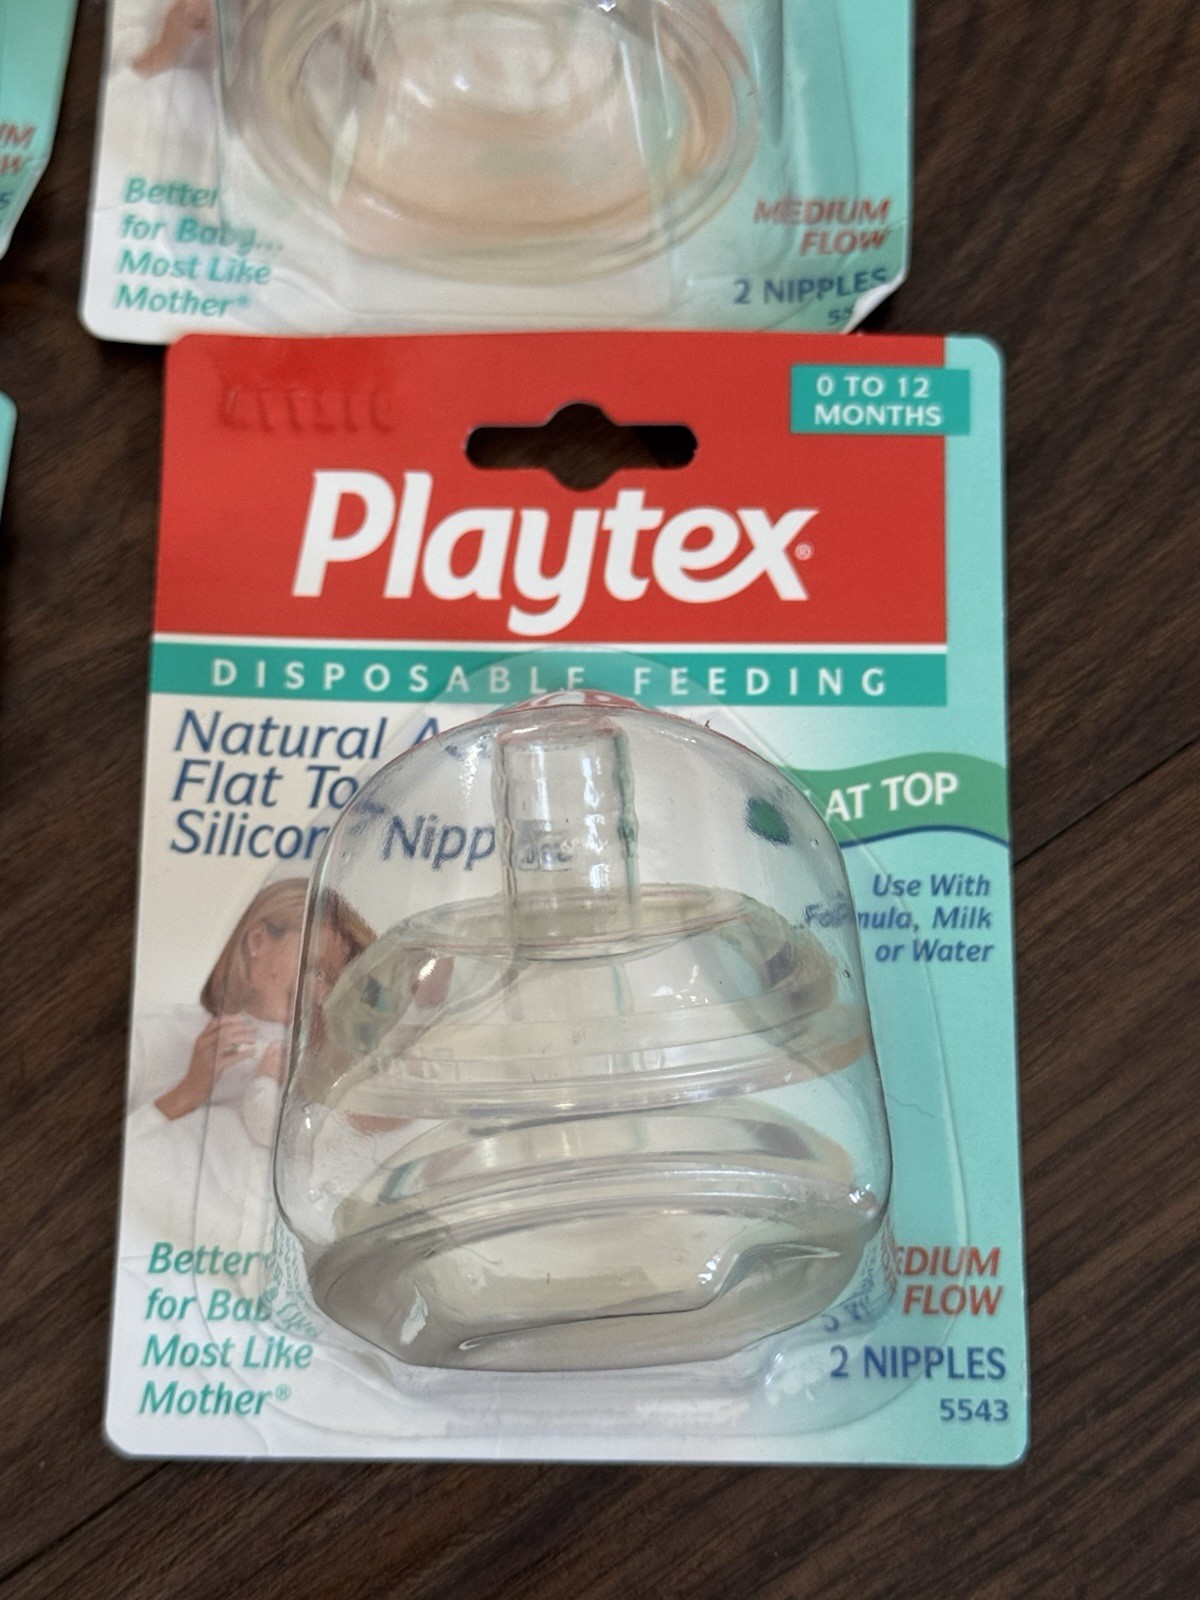 Better
for Baby...
Most Like
Mother®
MEDIUM
FLOW
2 NIPPLES
0 TO 12
MONTHS
Playtex®
DISPOSABLE FEEDING
Natural A
Flat To
Silicon Nipp
AT TOP
Use With
Formula, Milk
or Water
Better
for Bab
Most Like
Mother®
EDIUM
FLOW
2 NIPPLES
5543